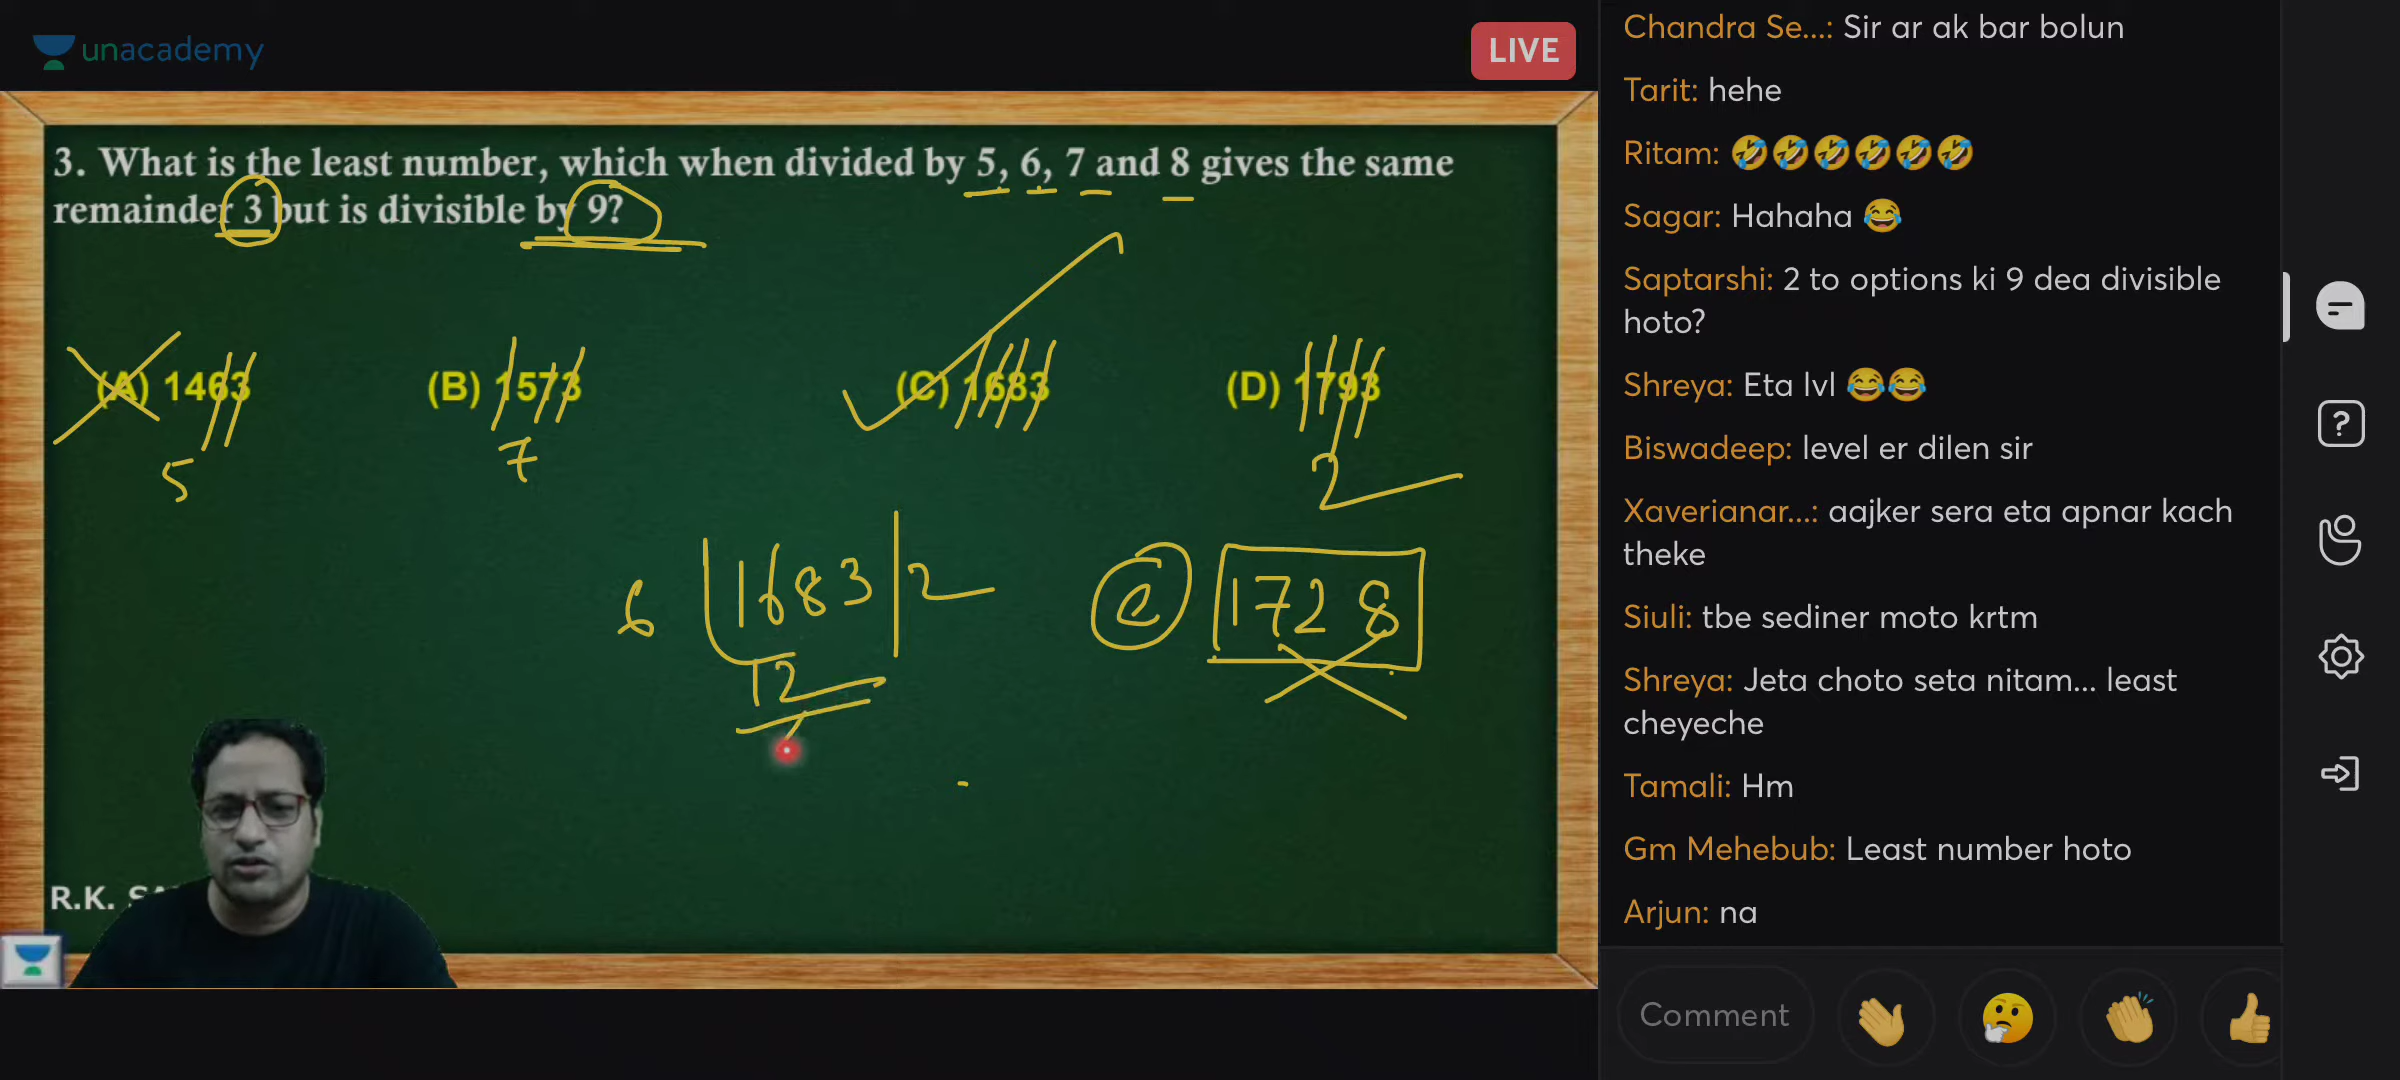 unacademy
LIVE
3. What is the least number, which when divided by 5, 6, 7 and 8 gives the same
remainder 3 but is divisible by 9?
(A) 1463
(B) 1573
(C) 1683
(D) 1793
5
7
2
6 1683 2
12
e 1728
R.K.
Chandra Se...: Sir ar ak bar bolun
Tarit: hehe
Ritam: 🤣🤣🤣🤣🤣🤣
Sagar: Hahaha 😂
Saptarshi: 2 to options ki 9 dea divisible
hoto?
Shreya: Eta lvl 😂😂
Biswadeep: level er dilen sir
Xaverianar...: aajker sera eta apnar kach
theke
Siuli: tbe sediner moto krtm
Shreya: Jeta choto seta nitam... least
cheyeche
Tamali: Hm
Gm Mehebub: Least number hoto
Arjun: na
Comment